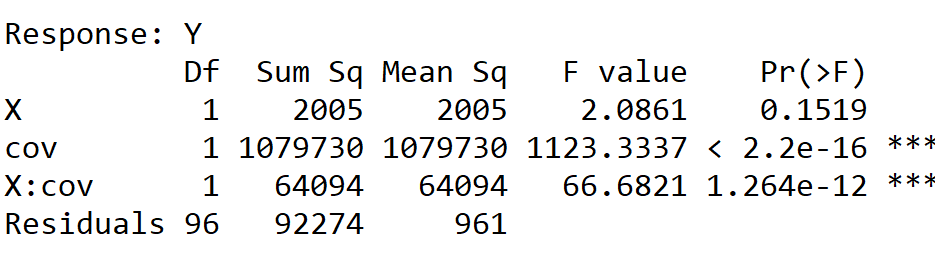 Response: Y
Df Sum Sq Mean Sq F value Pr(>F)
X 1 2005 2005 2.0861 0.1519
cov 1 1079730 1079730 1123.3337 < 2.2e-16 ***
X:cov 1 64094 64094 66.6821 1.264e-12 ***
Residuals 96 92274 961